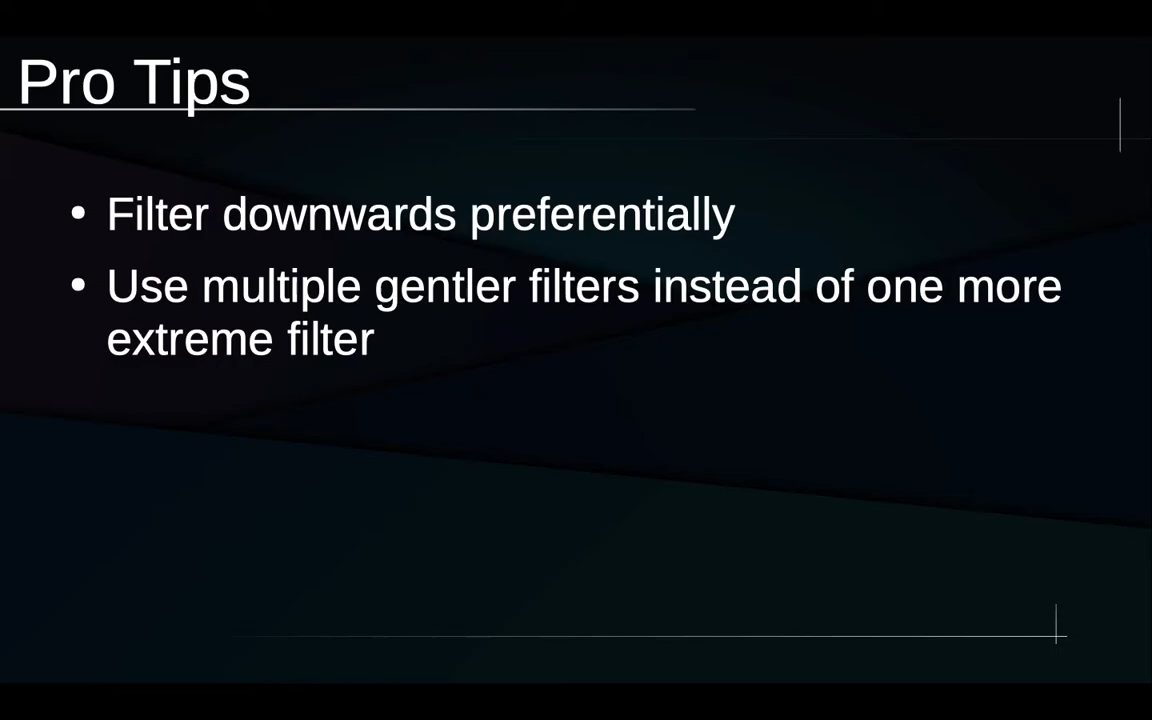 Pro Tips
• Filter downwards preferentially
• Use multiple gentler filters instead of one more
extreme filter